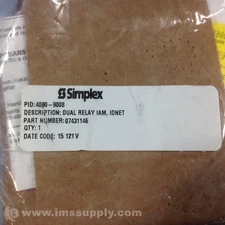 Simplex
PID: 4090-9008
DESCRIPTION: DUAL RELAY IAM, IDNET
PART NUMBER: 07431146
QTY: 1
DATE CODE: 15 121 V
www.imssupply.com